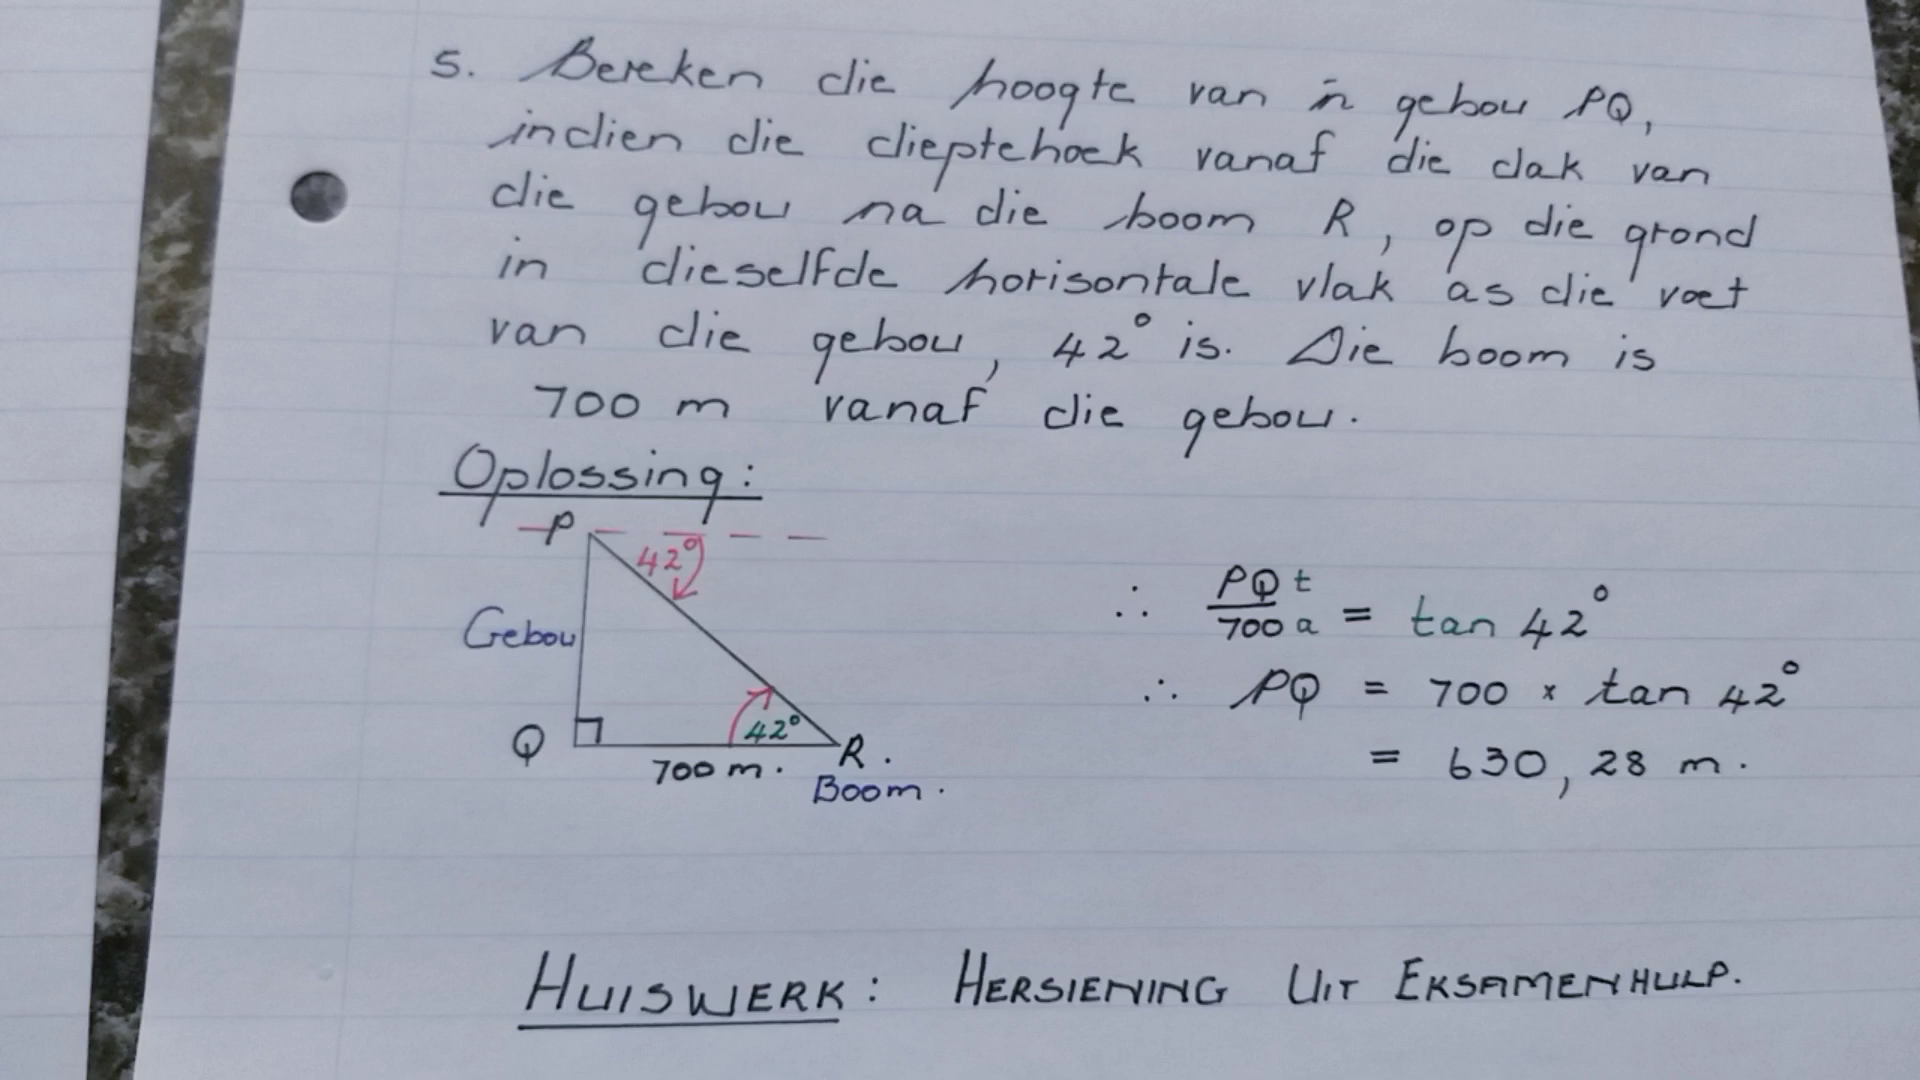 5. Bereken die hoogte van 'n gebou PQ,
indien die dieptehoek vanaf die dak van
die gebou na die boom R, op die grond
in dieselfde horisontale vlak as die voet
van die gebou, 42° is. Die boom is
700 m vanaf die gebou.
Oplossing:
P
42°
Gebou
Q
42°
R.
700 m.
Boom.
∴ PQ t / 700 a = tan 42°
∴ PQ = 700 × tan 42°
= 630,28 m.
HUISWERK: HERSIENING UIT EKSAMENHULP.